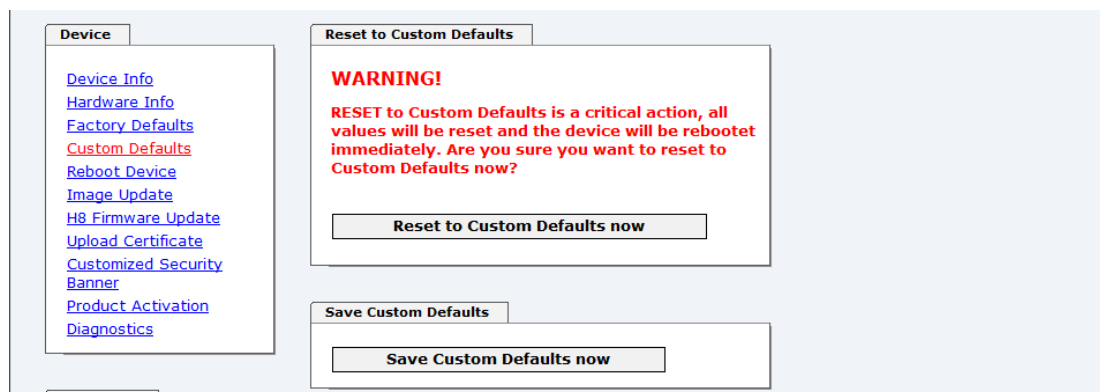 Device
Device Info
Hardware Info
Factory Defaults
Custom Defaults
Reboot Device
Image Update
H8 Firmware Update
Upload Certificate
Customized Security
Banner
Product Activation
Diagnostics
Reset to Custom Defaults
WARNING!
RESET to Custom Defaults is a critical action, all
values will be reset and the device will be rebootet
immediately. Are you sure you want to reset to
Custom Defaults now?
Reset to Custom Defaults now
Save Custom Defaults
Save Custom Defaults now